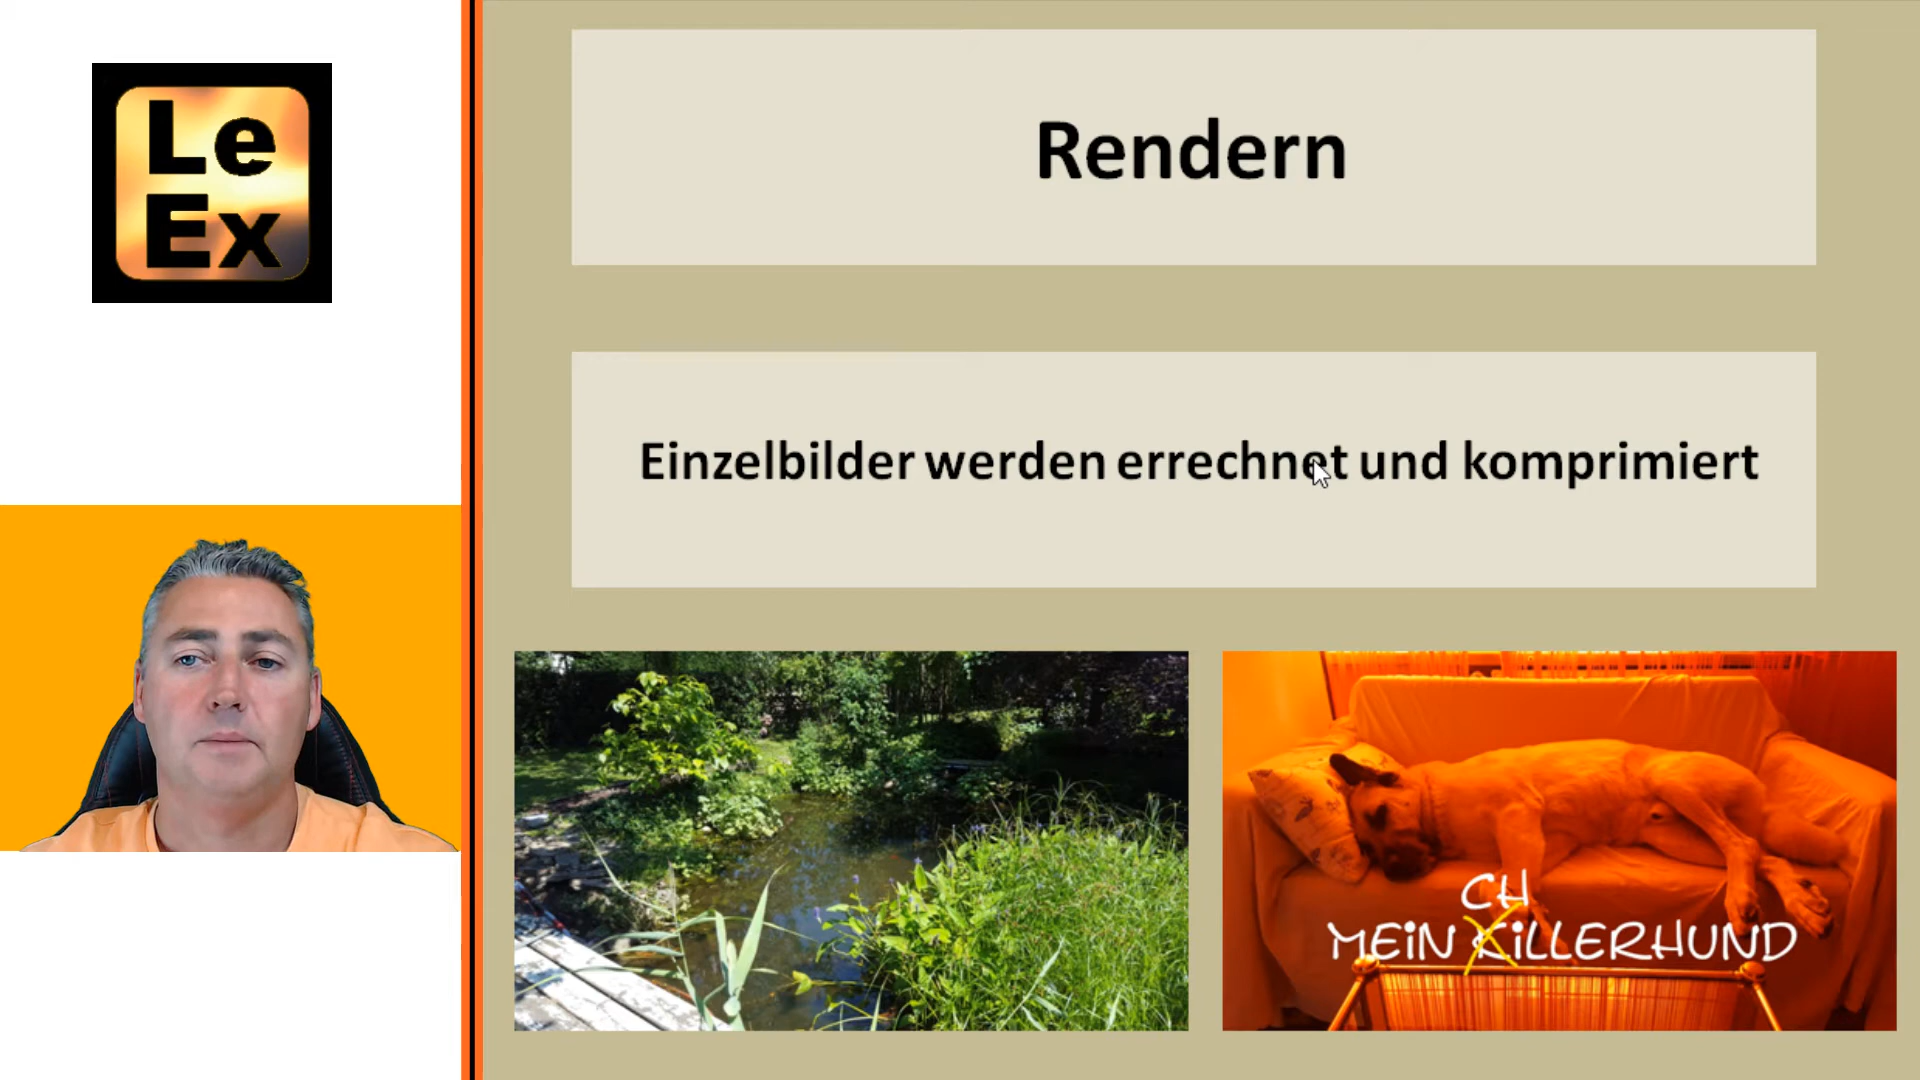 Le
Ex
Rendern
Einzelbilder werden errechnet und komprimiert
CH
MEiN KiLLERHUND